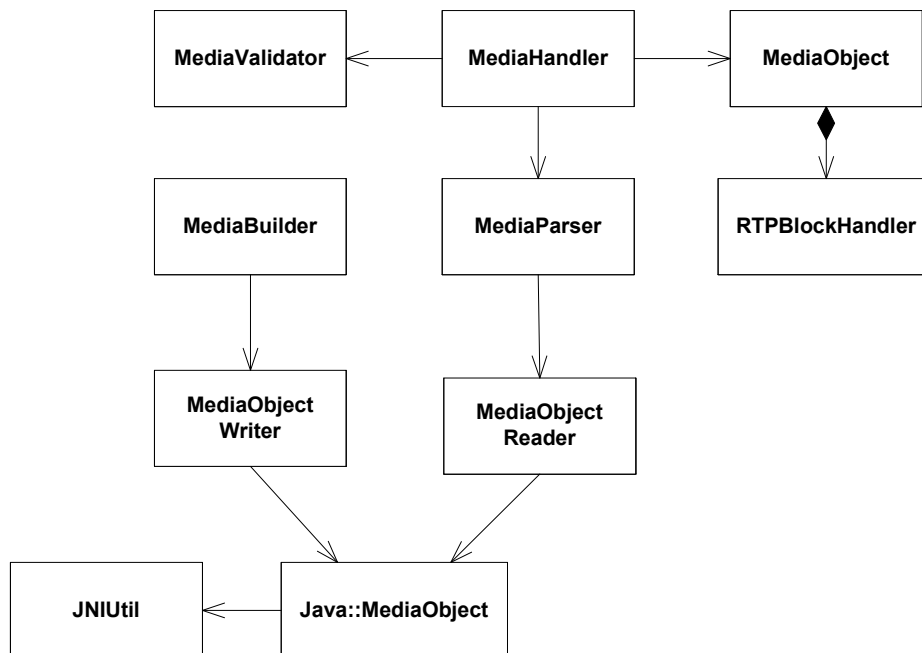 MediaValidator
MediaHandler
MediaObject
MediaBuilder
MediaParser
RTPBlockHandler
MediaObject
Writer
MediaObject
Reader
JNIUtil
Java::MediaObject